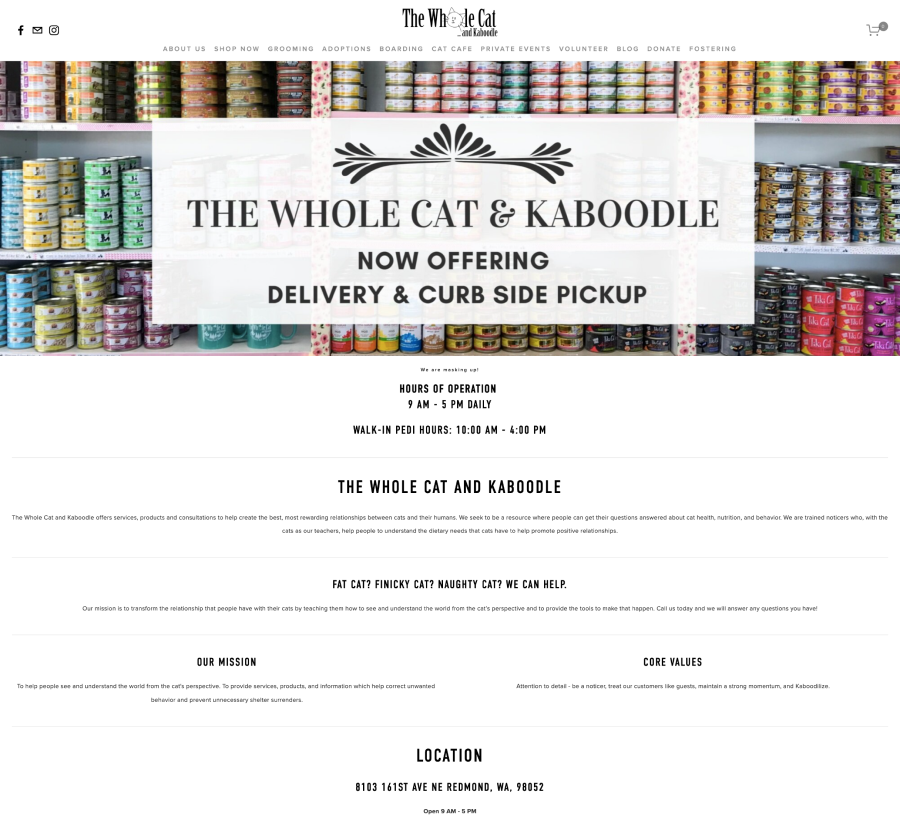 The Whole Cat
...and Kaboodle
0
ABOUT US SHOP NOW GROOMING ADOPTIONS BOARDING CAT CAFE PRIVATE EVENTS VOLUNTEER BLOG DONATE FOSTERING
THE WHOLE CAT & KABOODLE
NOW OFFERING
DELIVERY & CURB SIDE PICKUP
Tiki Cat
We are masking up!
HOURS OF OPERATION
9 AM - 5 PM DAILY
WALK-IN PEDI HOURS: 10:00 AM - 4:00 PM
THE WHOLE CAT AND KABOODLE
The Whole Cat and Kaboodle offers services, products and consultations to help create the best, most rewarding relationships between cats and their humans. We seek to be a resource where people can get their questions answered about cat health, nutrition, and behavior. We are trained noticers who, with the
cats as our teachers, help people to understand the dietary needs that cats have to help promote positive relationships.
FAT CAT? FINICKY CAT? NAUGHTY CAT? WE CAN HELP.
Our mission is to transform the relationship that people have with their cats by teaching them how to see and understand the world from the cat's perspective and to provide the tools to make that happen. Call us today and we will answer any questions you have!
OUR MISSION
To help people see and understand the world from the cat's perspective. To provide services, products, and information which help correct unwanted
behavior and prevent unnecessary shelter surrenders.
CORE VALUES
Attention to detail - be a noticer, treat our customers like guests, maintain a strong momentum, and Kaboodilize.
LOCATION
8103 161ST AVE NE REDMOND, WA, 98052
Open 9 AM - 5 PM